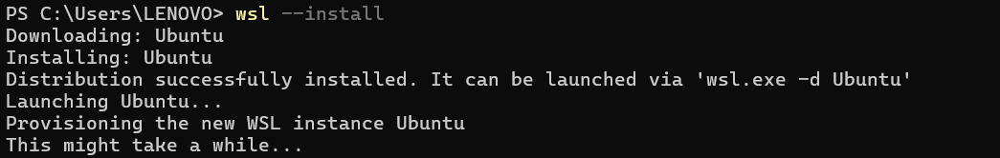 PS C:\Users\LENOVO> wsl --install
Downloading: Ubuntu
Installing: Ubuntu
Distribution successfully installed. It can be launched via 'wsl.exe -d Ubuntu'
Launching Ubuntu...
Provisioning the new WSL instance Ubuntu
This might take a while...